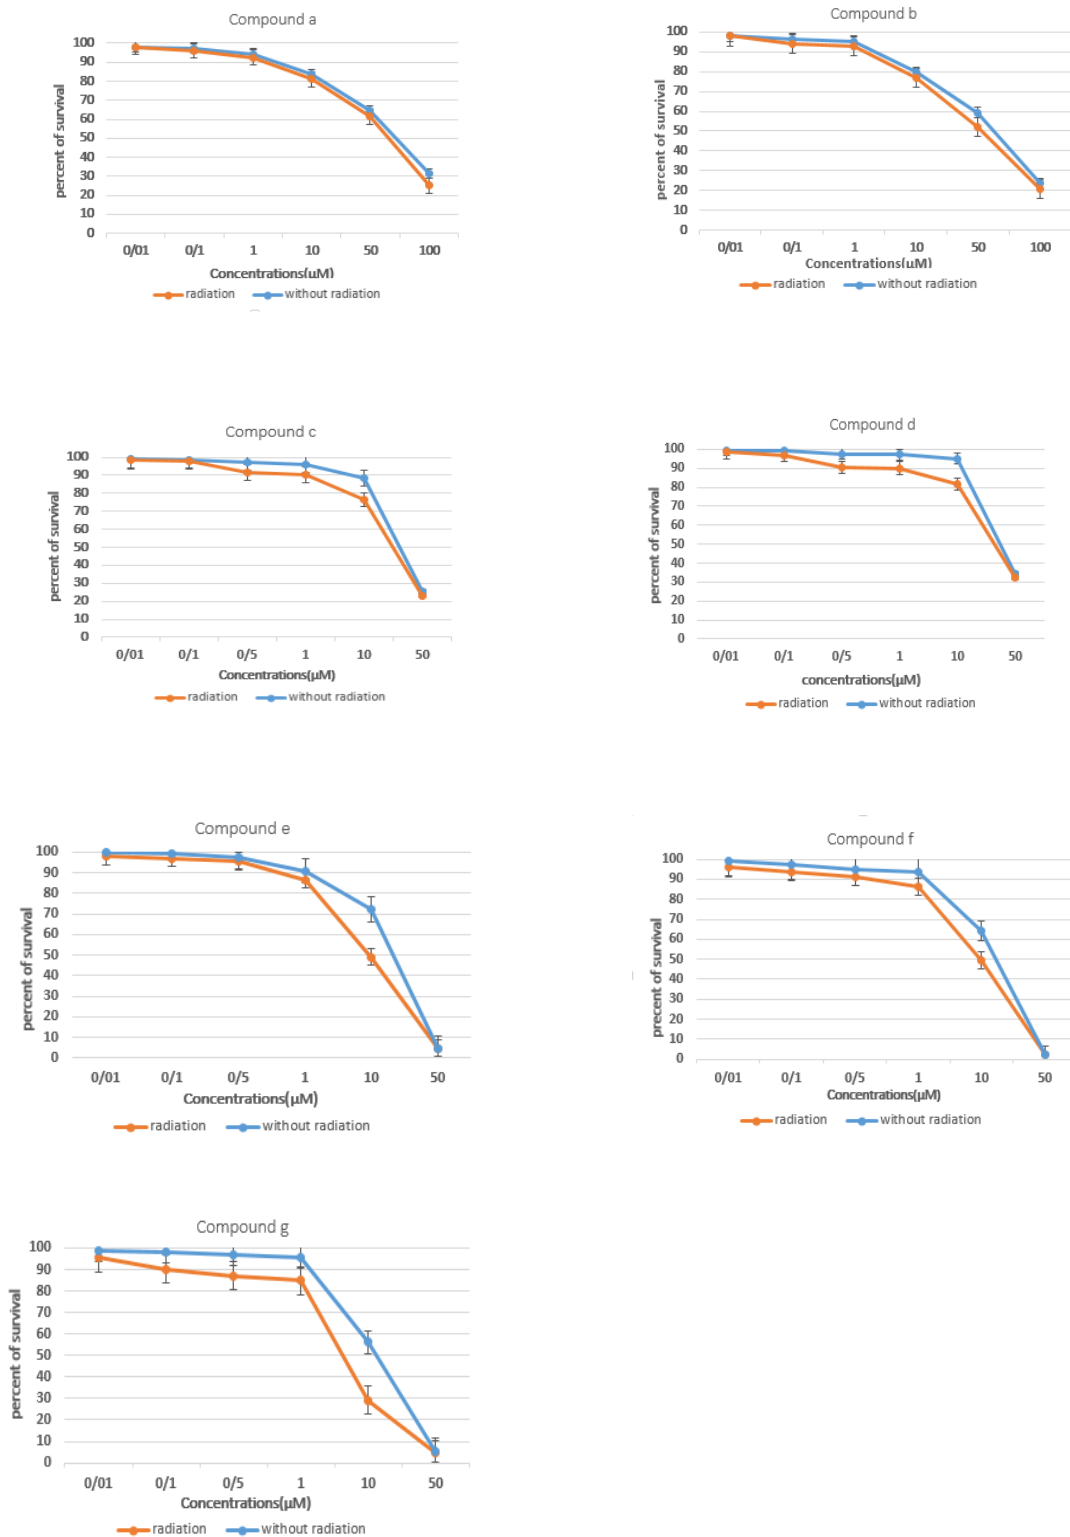 Compound a
100
90
80
70
60
50
40
30
20
10
0
percent of survival
0/01 0/1 1 10 50 100
Concentrations(µM)
radiation without radiation
Compound b
100
90
80
70
60
50
40
30
20
10
0
percent of survival
0/01 0/1 1 10 50 100
Concentrations(µM)
radiation without radiation
Compound c
100
90
80
70
60
50
40
30
20
10
0
percent of survival
0/01 0/1 0/5 1 10 50
Concentrations(µM)
radiation without radiation
Compound d
100
90
80
70
60
50
40
30
20
10
0
percent of survival
0/01 0/1 0/5 1 10 50
concentrations(µM)
radiation without radiation
Compound e
100
90
80
70
60
50
40
30
20
10
0
percent of survival
0/01 0/1 0/5 1 10 50
Concentrations(µM)
radiation without radiation
Compound f
100
90
80
70
60
50
40
30
20
10
0
precent of survival
0/01 0/1 0/5 1 10 50
Concentrations(µM)
radiation without radiation
Compound g
100
90
80
70
60
50
40
30
20
10
0
percent of survival
0/01 0/1 0/5 1 10 50
Concentrations(µM)
radiation without radiation